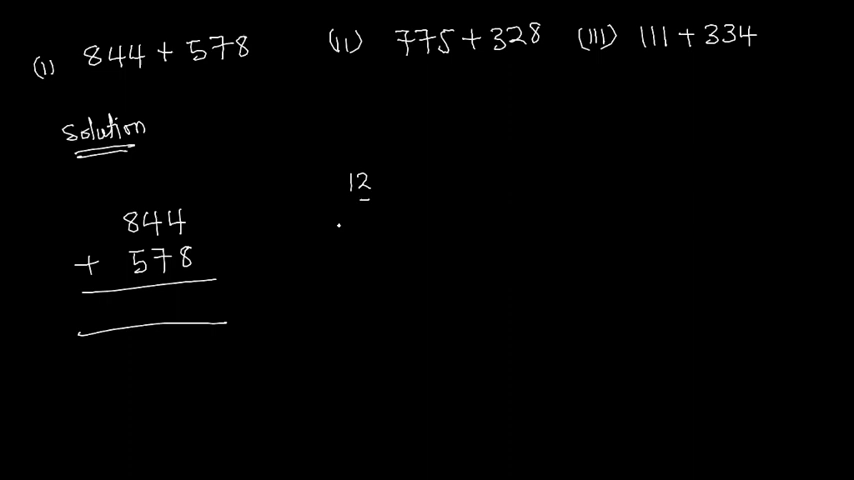 (I) 844 + 578 (II) 775 + 328 (III) 111 + 334
Solution
12
844
+ 578